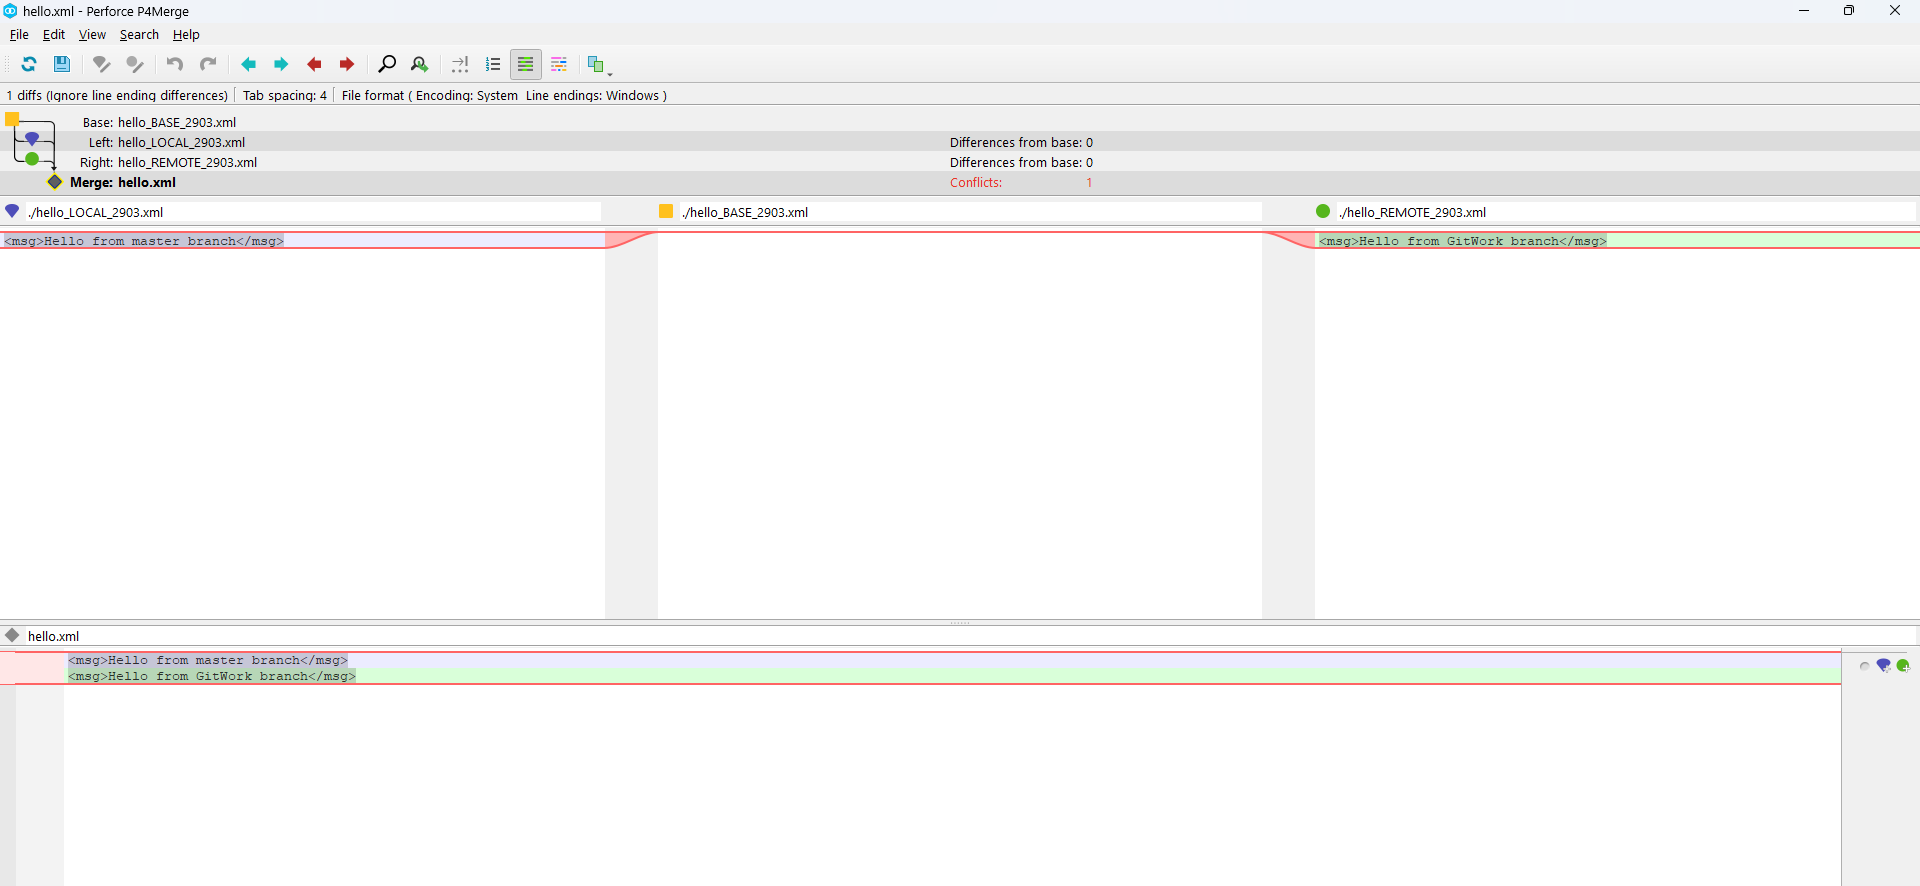 hello.xml - Perforce P4Merge
File Edit View Search Help
1 diffs (Ignore line ending differences) Tab spacing: 4 File format ( Encoding: System Line endings: Windows )
Base: hello_BASE_2903.xml
Left: hello_LOCAL_2903.xml Differences from base: 0
Right: hello_REMOTE_2903.xml Differences from base: 0
Merge: hello.xml Conflicts: 1
./hello_LOCAL_2903.xml ./hello_BASE_2903.xml ./hello_REMOTE_2903.xml
<msg>Hello from master branch</msg> <msg>Hello from GitWork branch</msg>
hello.xml
<msg>Hello from master branch</msg>
<msg>Hello from GitWork branch</msg>